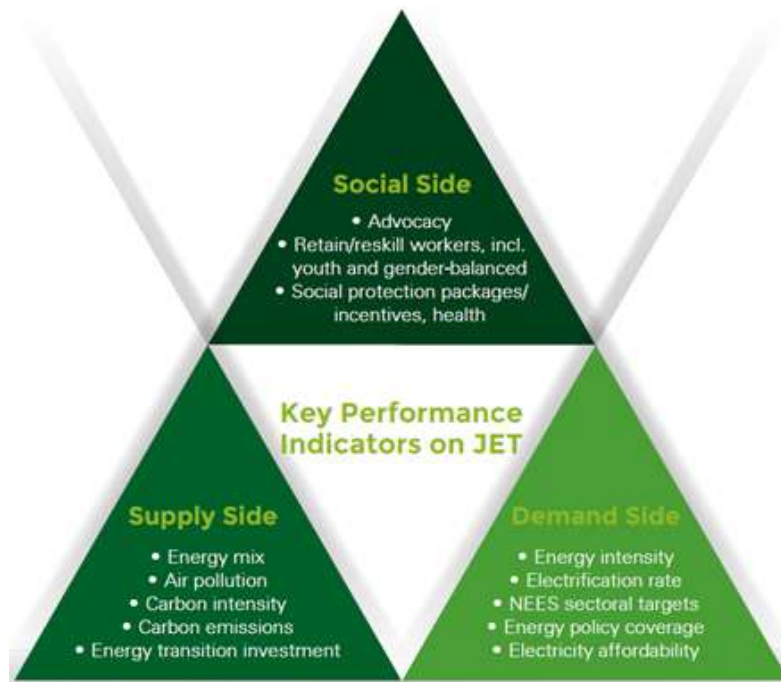 Social Side
• Advocacy
• Retain/reskill workers, incl.
youth and gender-balanced
• Social protection packages/
incentives, health
Key Performance
Indicators on JET
Supply Side
• Energy mix
• Air pollution
• Carbon intensity
• Carbon emissions
• Energy transition investment
Demand Side
• Energy intensity
• Electrification rate
• NEES sectoral targets
• Energy policy coverage
• Electricity affordability